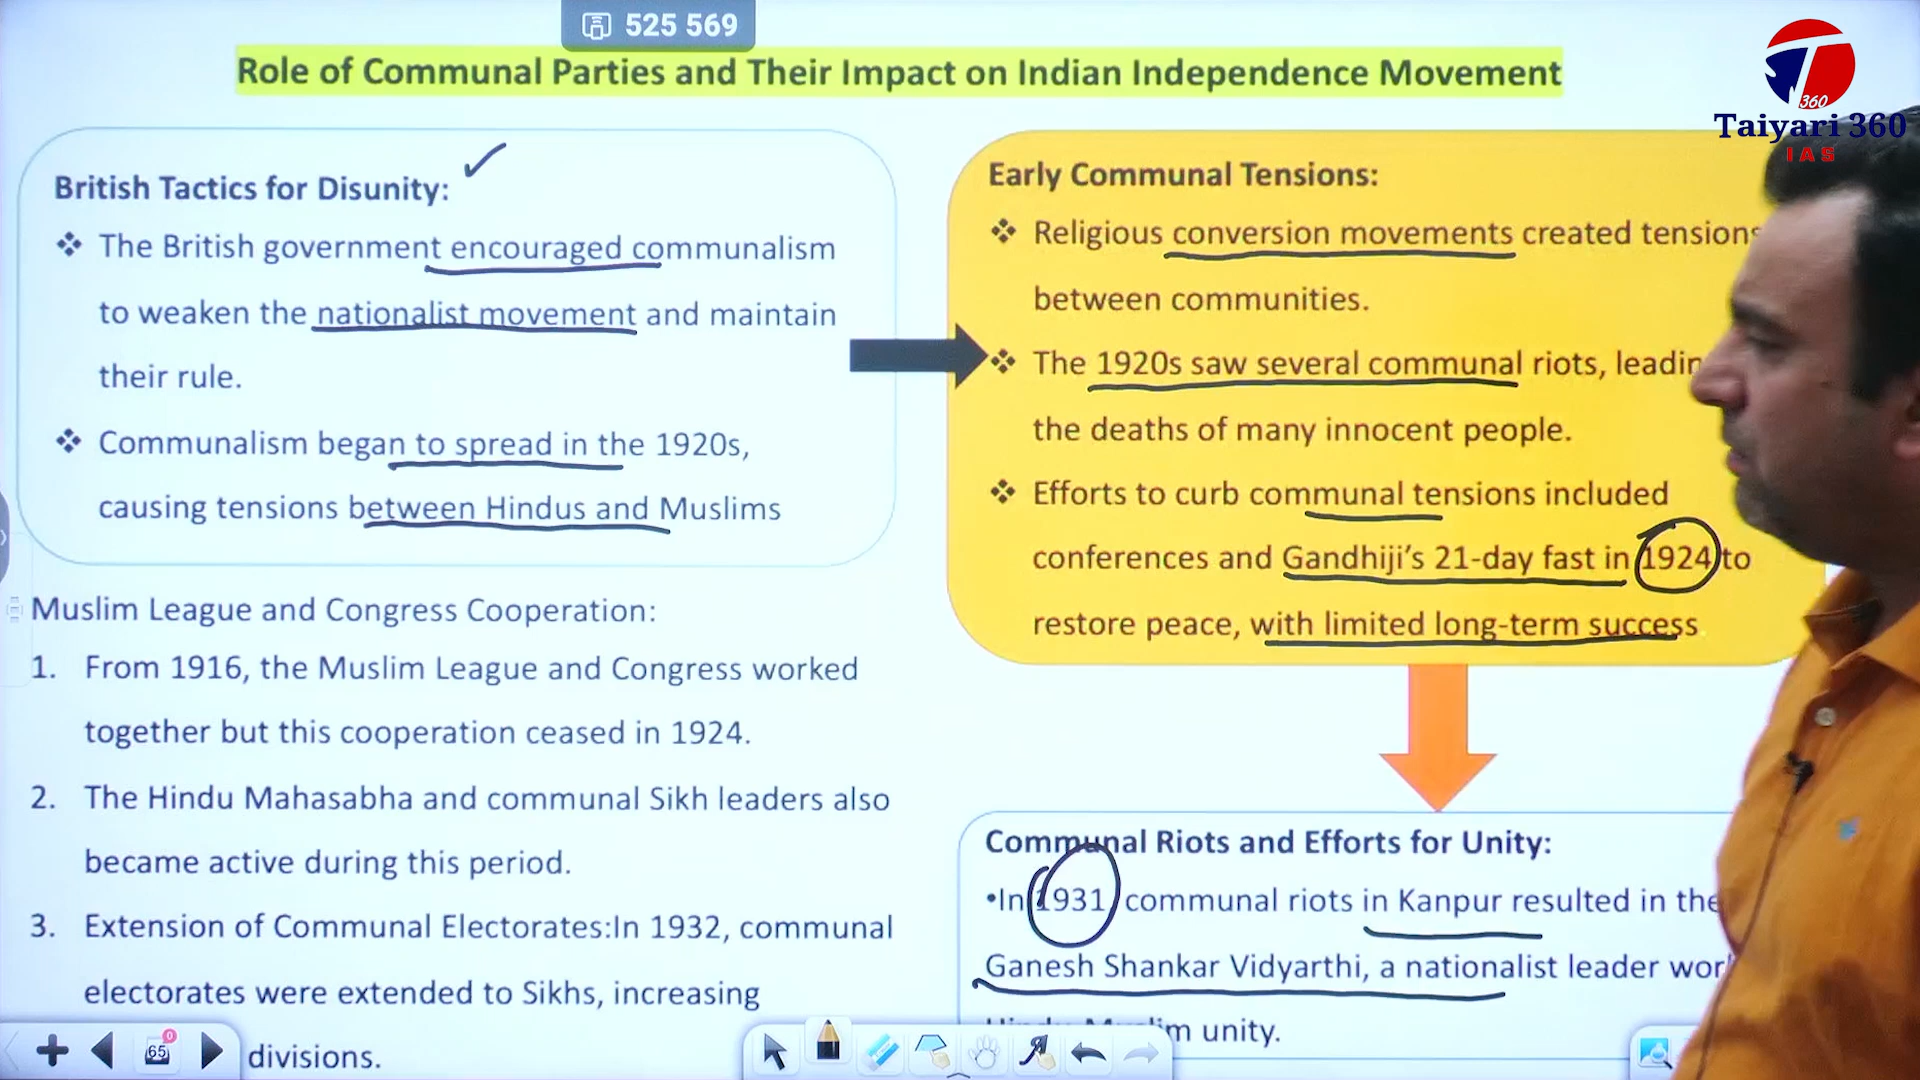 525 569
Role of Communal Parties and Their Impact on Indian Independence Movement
360
Taiyari 360
IAS
British Tactics for Disunity:
❖ The British government encouraged communalism
to weaken the nationalist movement and maintain
their rule.
❖ Communalism began to spread in the 1920s,
causing tensions between Hindus and Muslims
Early Communal Tensions:
❖ Religious conversion movements created tensions
between communities.
❖ The 1920s saw several communal riots,
the deaths of many innocent people.
❖ Efforts to curb communal tensions included
conferences and Gandhiji's 21-day fast in 1924 to
restore peace, with limited long-term success.
Muslim League and Congress Cooperation:
1. From 1916, the Muslim League and Congress worked
together but this cooperation ceased in 1924.
2. The Hindu Mahasabha and communal Sikh leaders also
became active during this period.
3. Extension of Communal Electorates:In 1932, communal
electorates were extended to Sikhs, increasing
divisions.
Communal Riots and Efforts for Unity:
•In 1931, communal riots in Kanpur resulted in the
Ganesh Shankar Vidyarthi, a nationalist leader
unity.
65
0